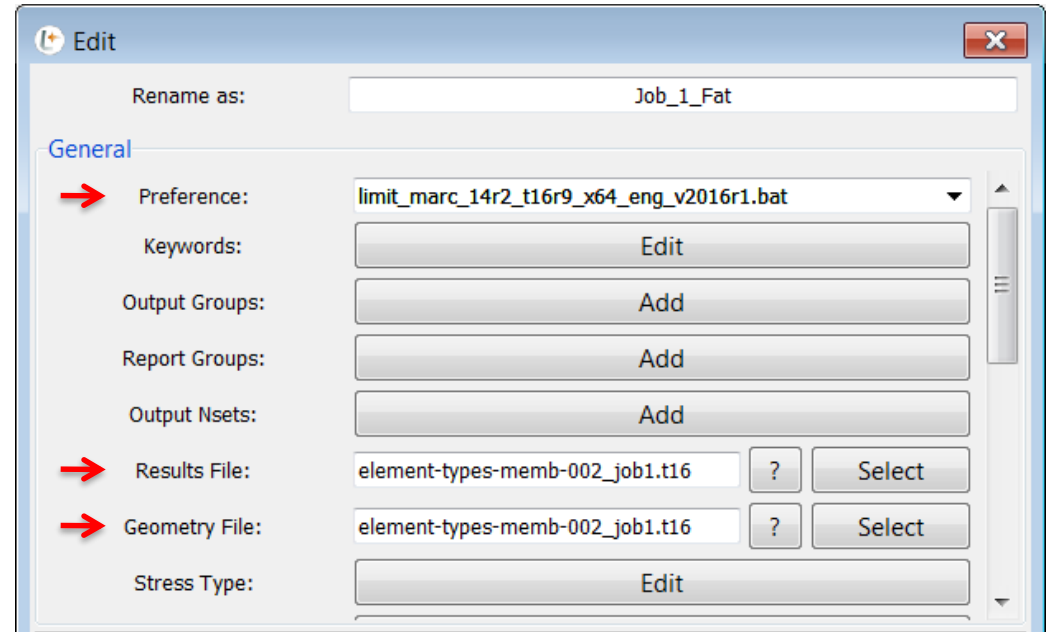 Edit
Rename as: Job_1_Fat
General
Preference: limit_marc_14r2_t16r9_x64_eng_v2016r1.bat
Keywords: Edit
Output Groups: Add
Report Groups: Add
Output Nsets: Add
Results File: element-types-memb-002_job1.t16 ? Select
Geometry File: element-types-memb-002_job1.t16 ? Select
Stress Type: Edit